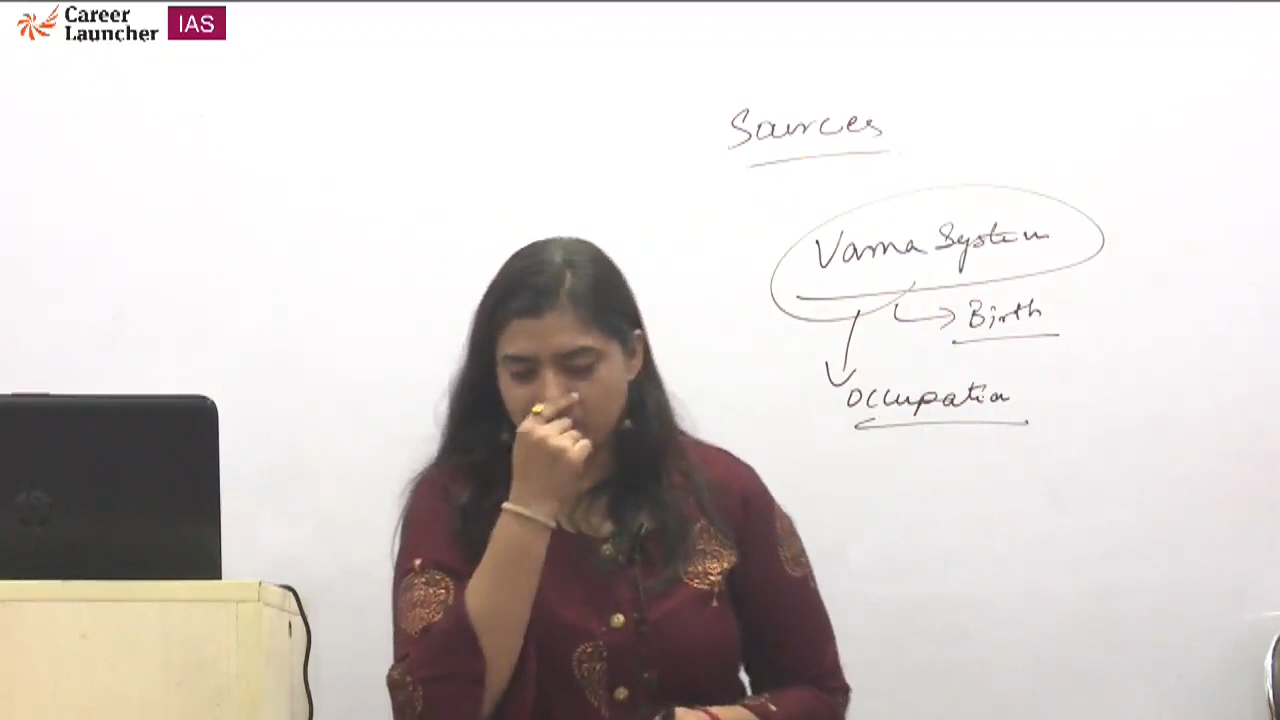 Career
Launcher
IAS
Sources
Varna System
Birth
Occupation